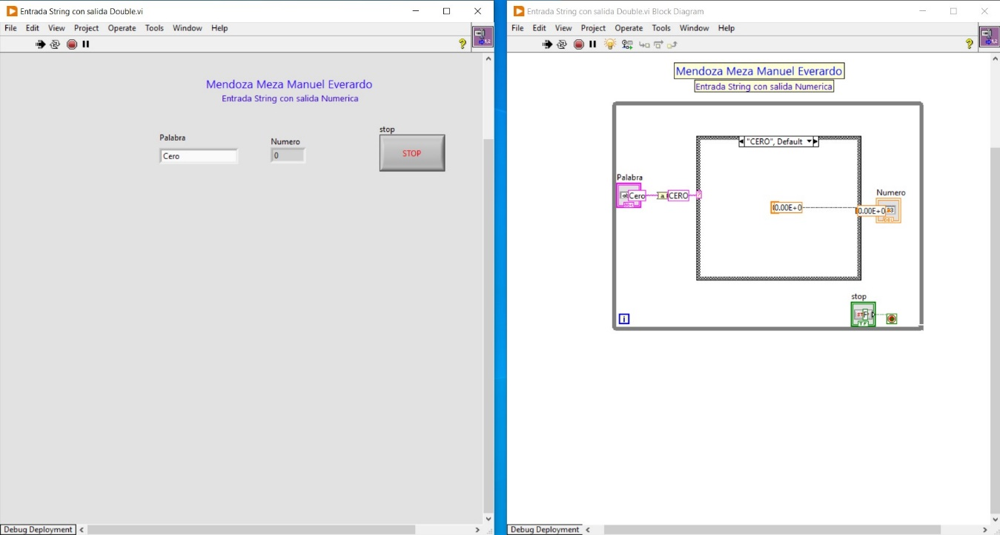 Entrada String con salida Double.vi
File Edit View Project Operate Tools Window Help
Mendoza Meza Manuel Everardo
Entrada String con salida Numerica
Palabra
Cero
Numero
0
stop
STOP
Debug Deployment
Entrada String con salida Double.vi Block Diagram
File Edit View Project Operate Tools Window Help
Mendoza Meza Manuel Everardo
Entrada String con salida Numerica
"CERO", Default
Palabra
Cero
a
CERO
?
0.00E+0
Numero
0.00E+0
stop
F
i
Debug Deployment